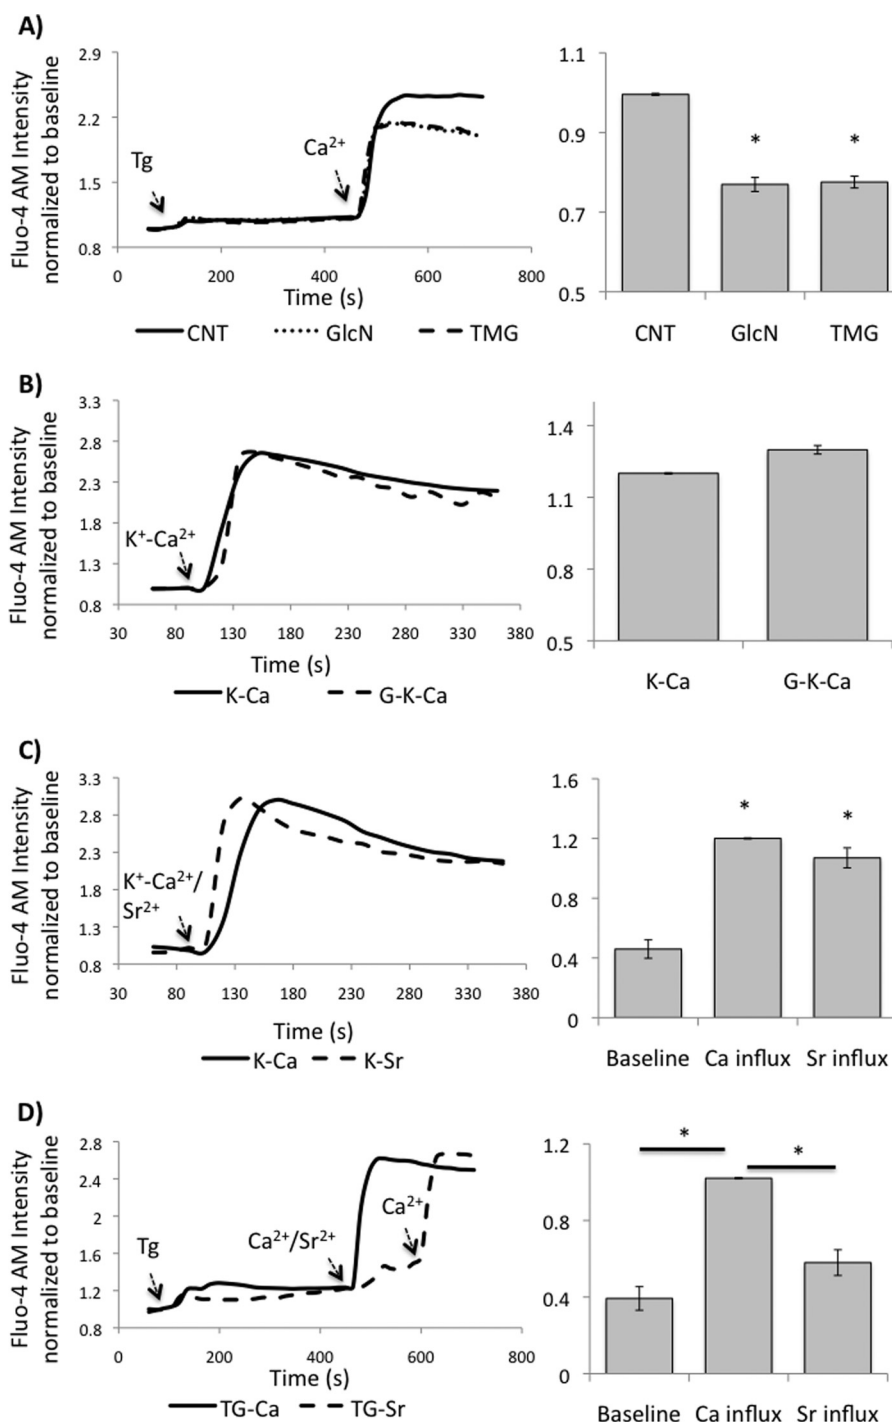 A)
Fluo-4 AM Intensity
normalized to baseline
2.9
2.2
1.5
0.8
Tg
Ca²⁺
0 200 400 600 800
Time (s)
CNT GlcN TMG
1.1
0.9
0.7
0.5
* *
CNT GlcN TMG
B)
Fluo-4 AM Intensity
normalized to baseline
3.3
2.8
2.3
1.8
1.3
0.8
K⁺-Ca²⁺
30 80 130 180 230 280 330 380
Time (s)
K-Ca G-K-Ca
1.4
1.1
0.8
0.5
K-Ca G-K-Ca
C)
Fluo-4 AM Intensity
normalized to baseline
3.3
2.8
2.3
1.8
1.3
0.8
K⁺-Ca²⁺/
Sr²⁺
30 80 130 180 230 280 330 380
Time (s)
K-Ca K-Sr
1.6
1.2
0.8
0.4
0
* *
Baseline Ca influx Sr influx
D)
Fluo-4 AM Intensity
normalized to baseline
2.8
2.4
2
1.6
1.2
0.8
Tg
Ca²⁺/Sr²⁺
Ca²⁺
0 200 400 600 800
Time (s)
TG-Ca TG-Sr
1.2
0.8
0.4
0
* *
Baseline Ca influx Sr influx